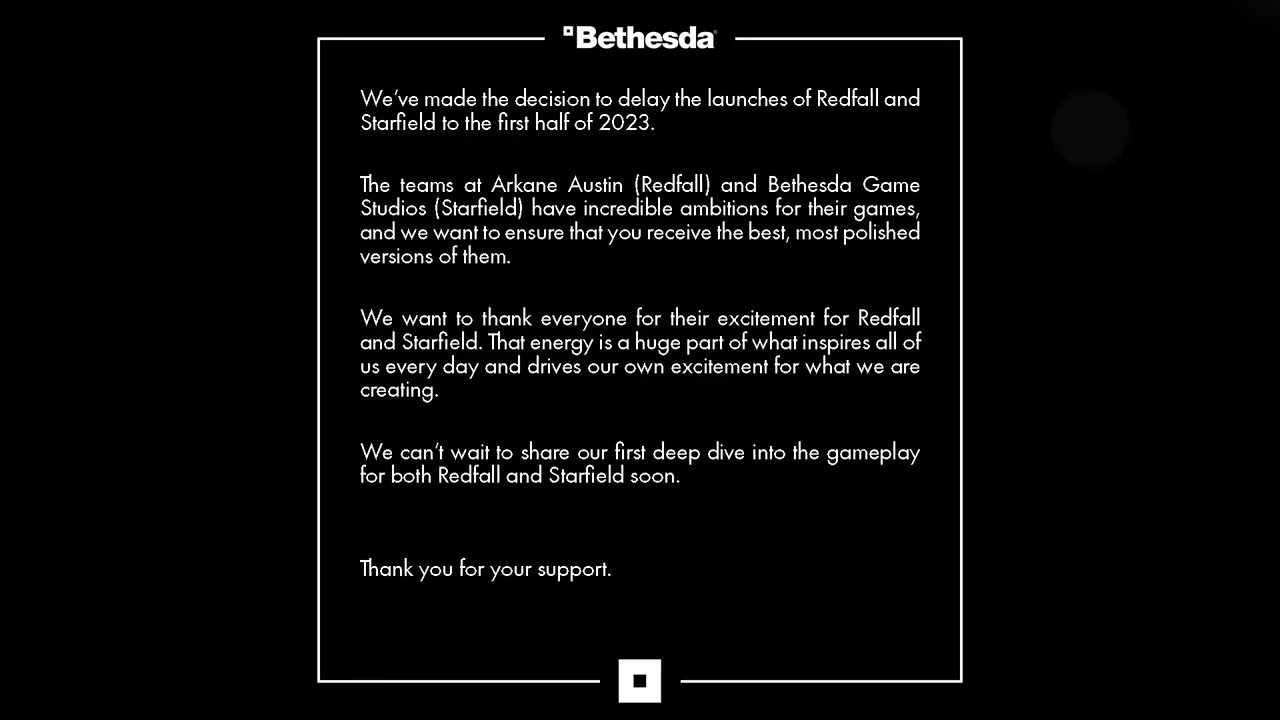 Bethesda
We've made the decision to delay the launches of Redfall and
Starfield to the first half of 2023.
The teams at Arkane Austin (Redfall) and Bethesda Game
Studios (Starfield) have incredible ambitions for their games,
and we want to ensure that you receive the best, most polished
versions of them.
We want to thank everyone for their excitement for Redfall
and Starfield. That energy is a huge part of what inspires all of
us every day and drives our own excitement for what we are
creating.
We can't wait to share our first deep dive into the gameplay
for both Redfall and Starfield soon.
Thank you for your support.